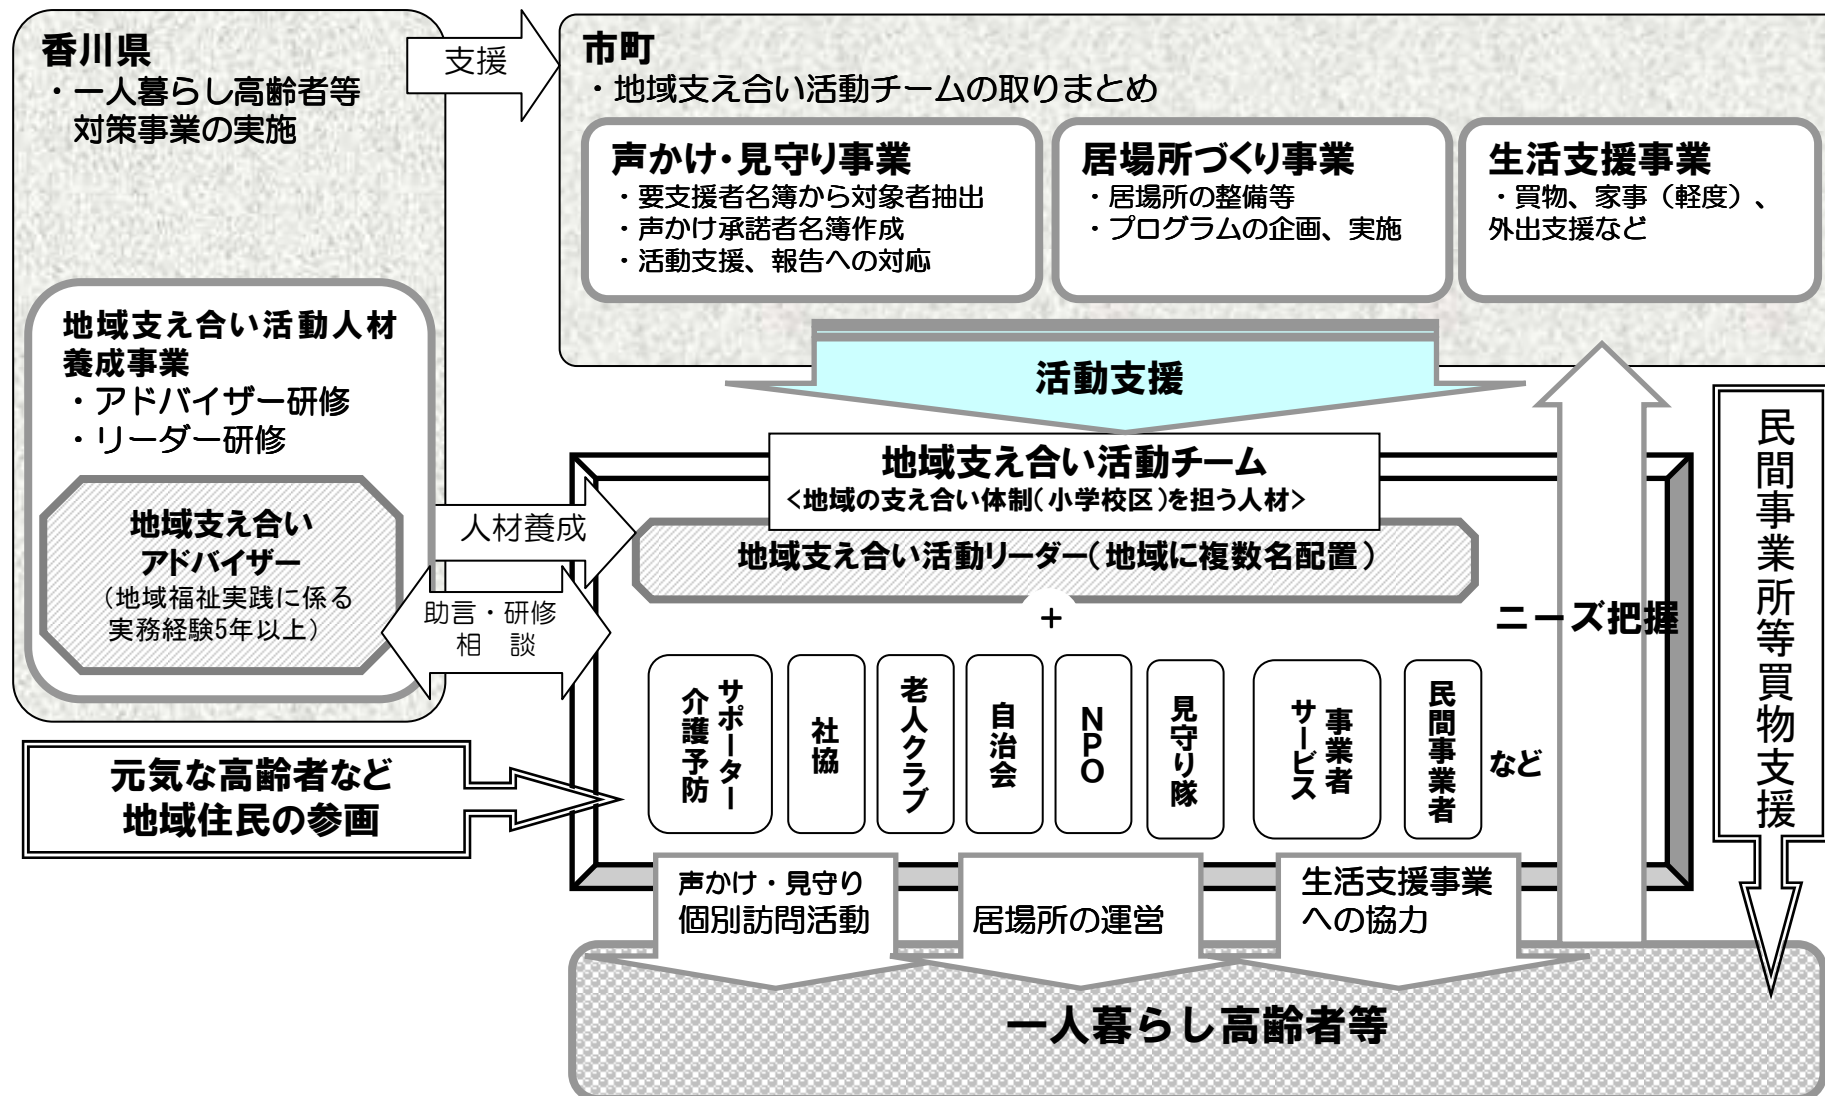 香川県
・一人暮らし高齢者等
対策事業の実施
支援
市町
・地域支え合い活動チームの取りまとめ
声かけ・見守り事業
・要支援者名簿から対象者抽出
・声かけ承諾者名簿作成
・活動支援、報告への対応
居場所づくり事業
・居場所の整備等
・プログラムの企画、実施
生活支援事業
・買物、家事（軽度）、
外出支援など
地域支え合い活動人材
養成事業
・アドバイザー研修
・リーダー研修
地域支え合い
アドバイザー
（地域福祉実践に係る
実務経験5年以上）
活動支援
地域支え合い活動チーム
<地域の支え合い体制(小学校区)を担う人材>
人材養成
地域支え合い活動リーダー(地域に複数名配置)
助言・研修
相　談
+
ニーズ把握
民間事業所等買物支援
介護予防
サポーター
社協
老人クラブ
自治会
NPO
見守り隊
サービス
事業者
民間事業者
など
元気な高齢者など
地域住民の参画
声かけ・見守り
個別訪問活動
居場所の運営
生活支援事業
への協力
一人暮らし高齢者等